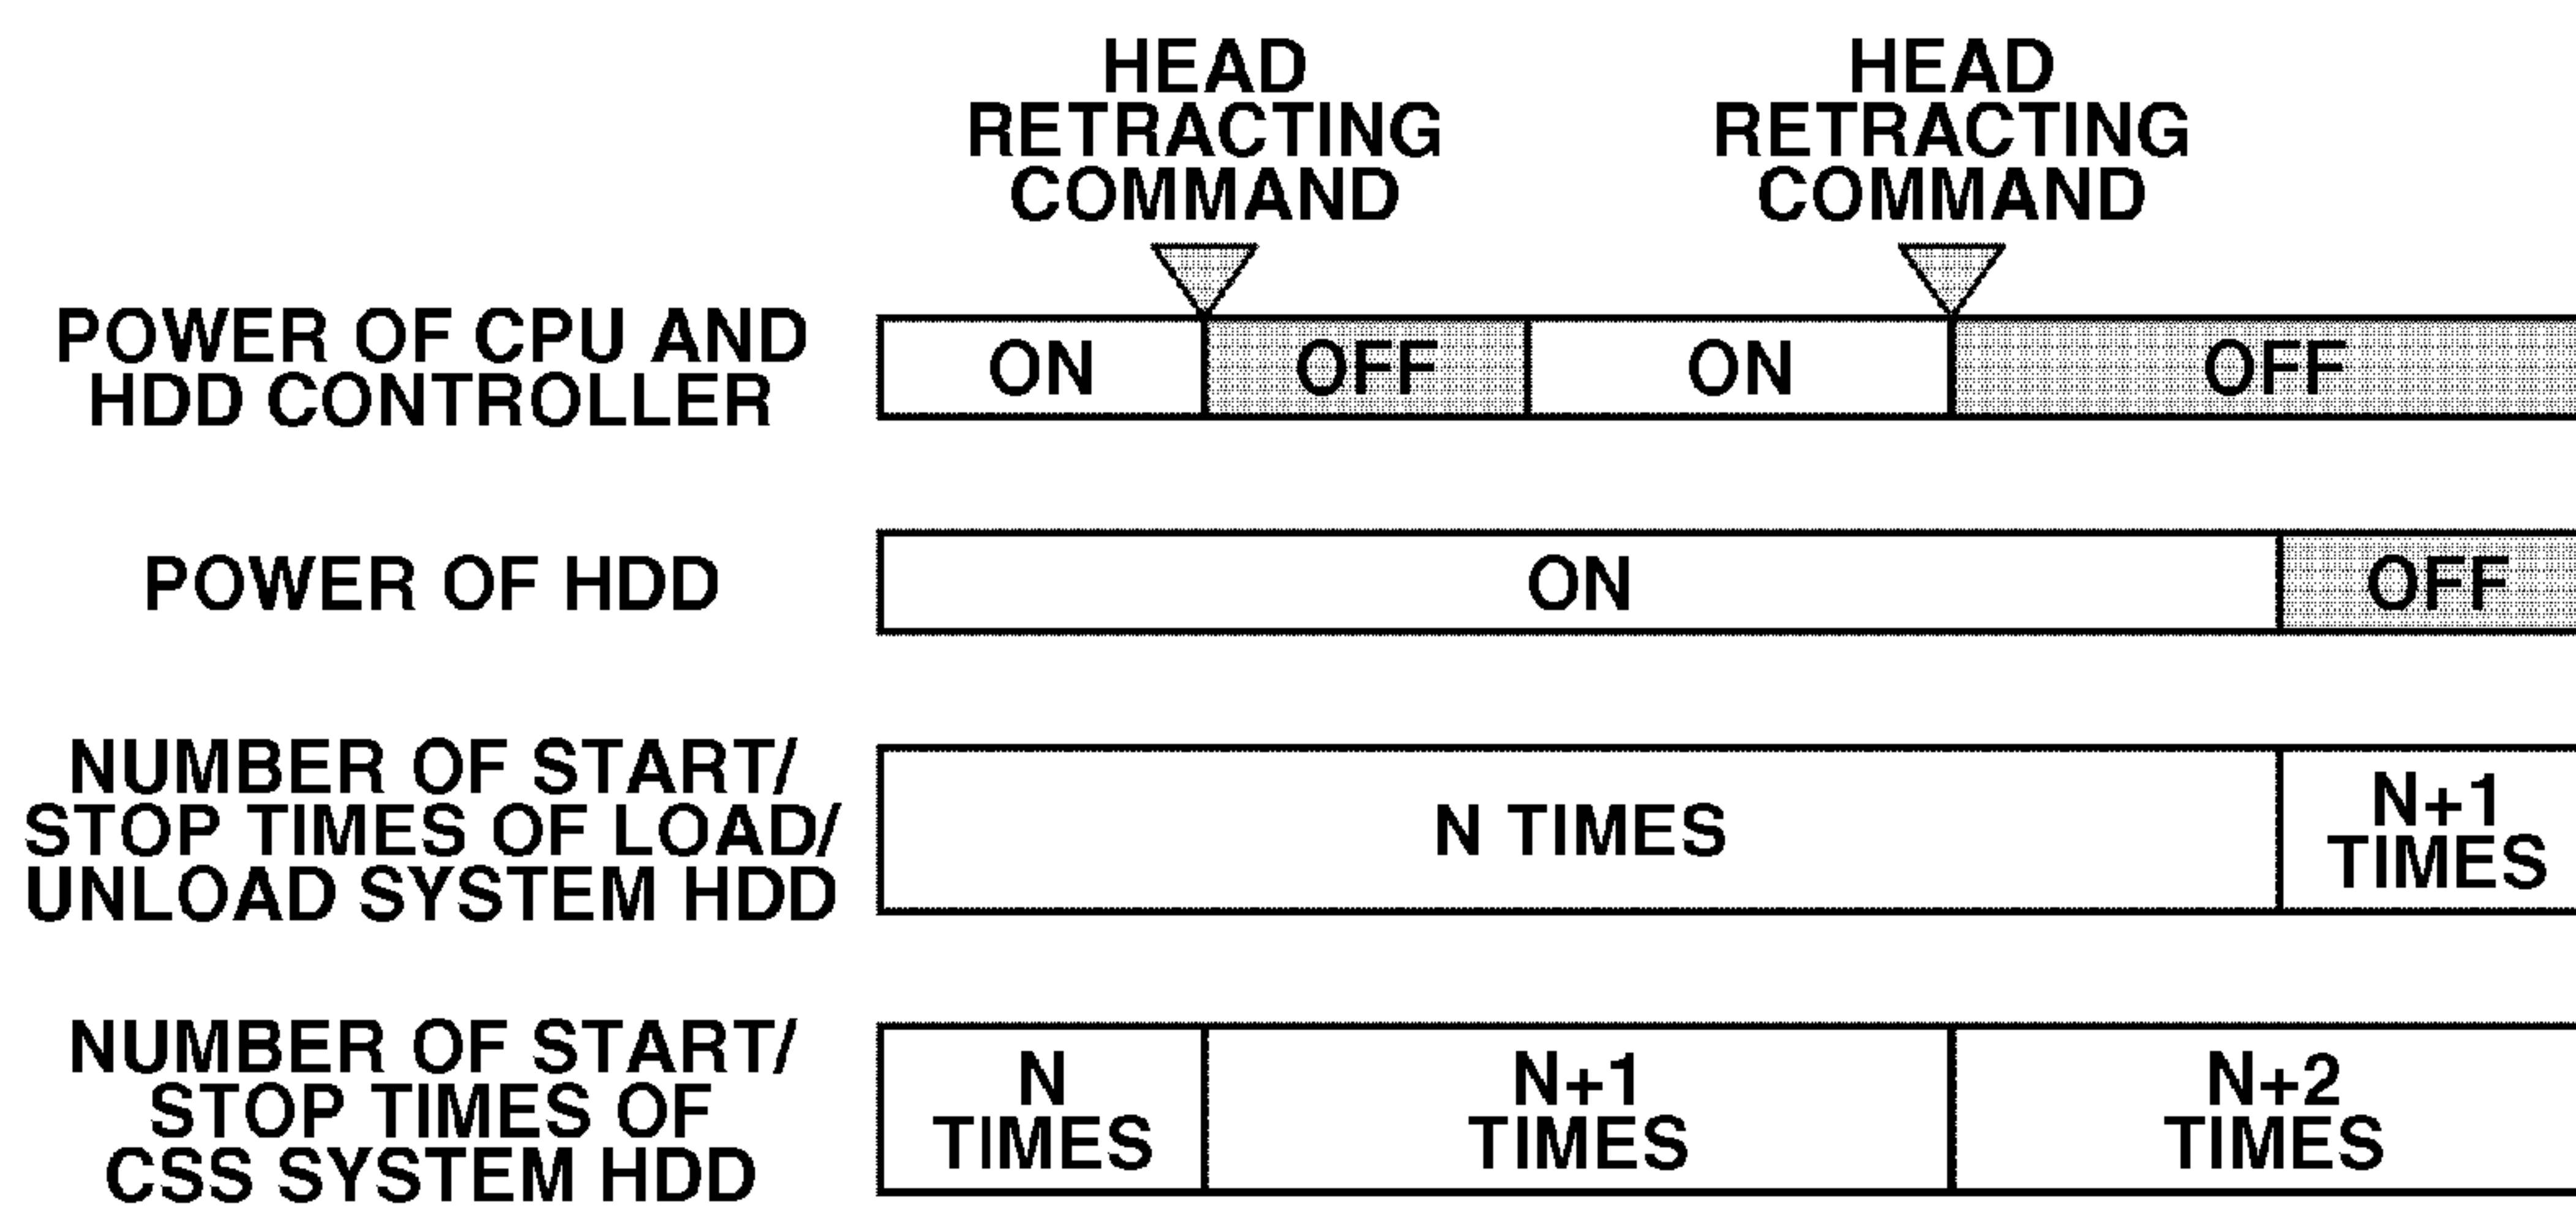 HEAD
RETRACTING
COMMAND
HEAD
RETRACTING
COMMAND
POWER OF CPU AND
HDD CONTROLLER
ON
OFF
ON
OFF
POWER OF HDD
ON
OFF
NUMBER OF START/
STOP TIMES OF LOAD/
UNLOAD SYSTEM HDD
N TIMES
N+1
TIMES
NUMBER OF START/
STOP TIMES OF
CSS SYSTEM HDD
N
TIMES
N+1
TIMES
N+2
TIMES